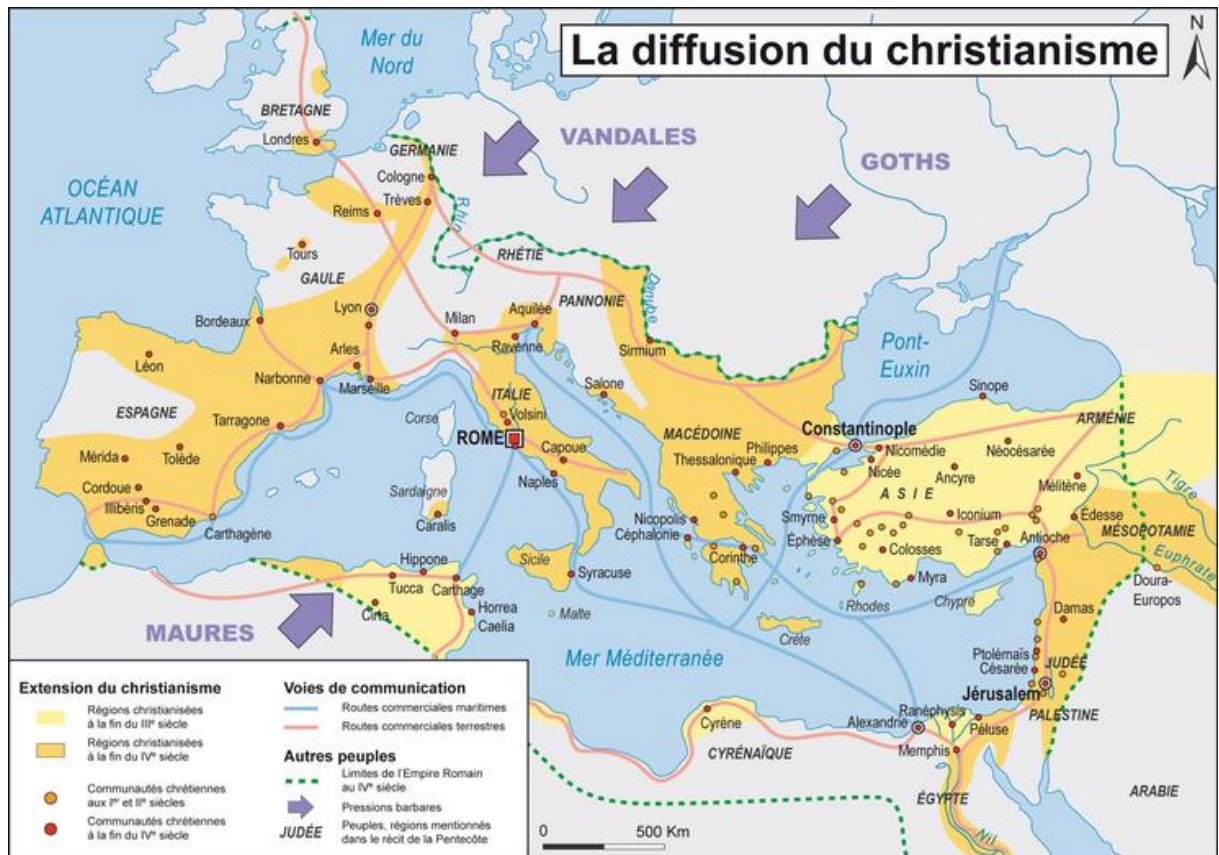 La diffusion du christianisme
N
Mer du
Nord
BRETAGNE
Londres
OCÉAN
ATLANTIQUE
GERMANIE
Cologne
Trèves
Rhin
Reims
Tours
GAULE
Lyon
Bordeaux
Arles
Narbonne
Marseille
VANDALES
GOTHS
RHÉTIE
PANNONIE
Danube
Milan
Aquilée
Ravenne
Sirmium
Salone
Pont-
Euxin
Léon
ESPAGNE
Tarragone
Mérida
Tolède
Cordoue
Illibéris
Grenade
Carthagène
Corse
Sardaigne
Caralis
ITALIE
Volsini
ROME
Capoue
Naples
Sicile
Syracuse
Malte
MACÉDOINE
Philippes
Thessalonique
Nicopolis
Céphalonie
Corinthe
Crète
Constantinople
Nicomédie
Nicée
Sinope
ARMÉNIE
Néocésarée
Ancyre
Mélitène
Tigre
ASIE
Smyrne
Éphèse
Iconium
Colosses
Tarse
Myra
Rhodes
Chypre
Antioche
Édesse
MÉSOPOTAMIE
Euphrate
Doura-
Europos
Damas
Ptolémaïs
Césarée
JUDÉE
Jérusalem
PALESTINE
Hippone
Tucca
Carthage
Cirta
Horrea
Caelia
MAURES
Mer Méditerranée
Cyrène
CYRÉNAÏQUE
Alexandrie
Ranéphysis
Péluse
Memphis
ÉGYPTE
Nil
ARABIE
Extension du christianisme
Régions christianisées
à la fin du IIIe siècle
Régions christianisées
à la fin du IVe siècle
Communautés chrétiennes
aux Ier et IIe siècles
Communautés chrétiennes
à la fin du IVe siècle
Voies de communication
Routes commerciales maritimes
Routes commerciales terrestres
Autres peuples
Limites de l'Empire Romain
au IVe siècle
Pressions barbares
JUDÉE
Peuples, régions mentionnés
dans le récit de la Pentecôte
0 500 Km